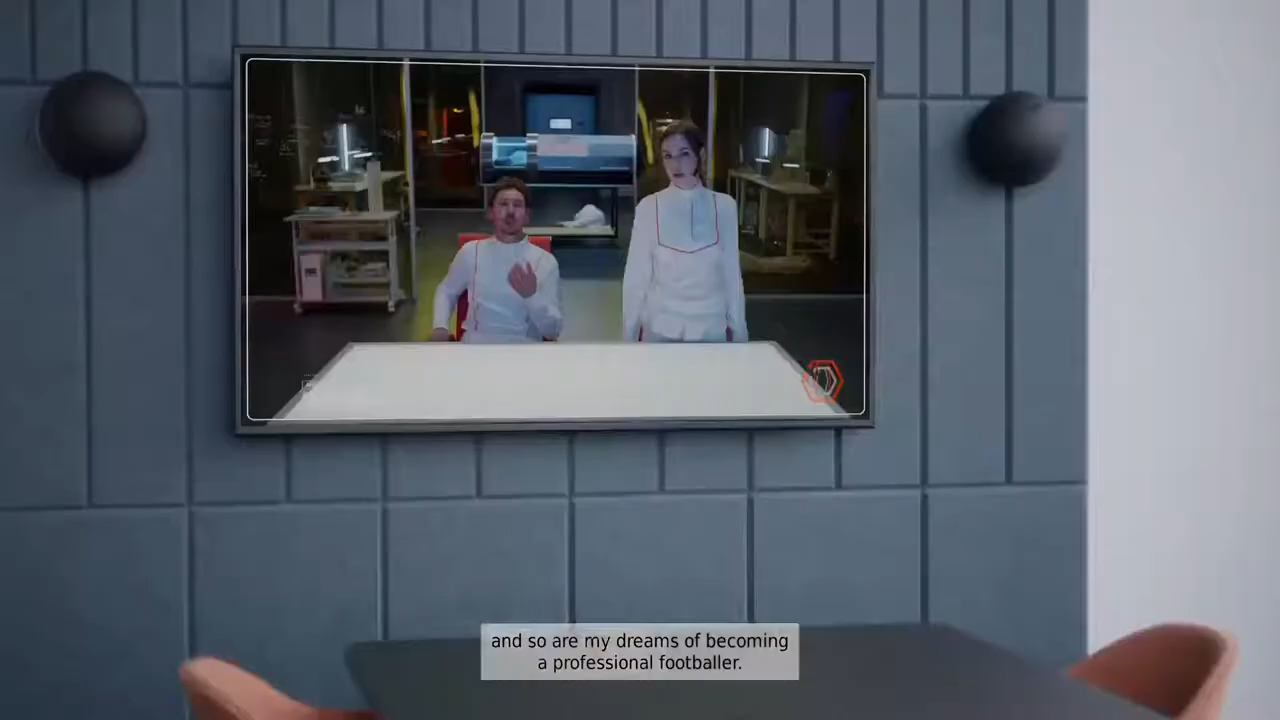 and so are my dreams of becoming
a professional footballer.